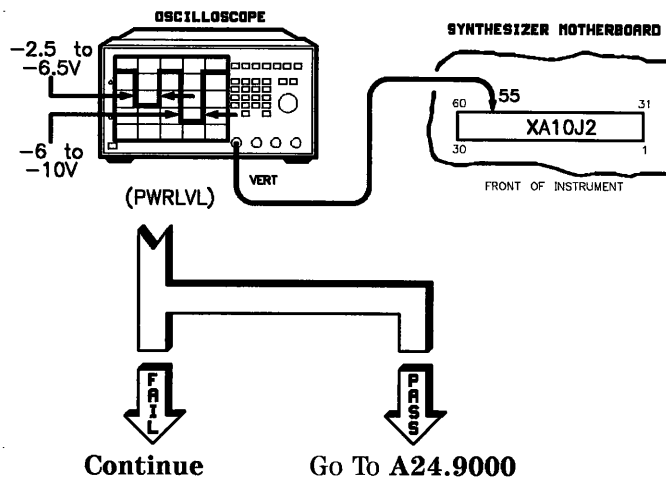 OSCILLOSCOPE
SYNTHESIZER MOTHERBOARD
-2.5 to
-6.5V
-6 to
-10V
VERT
(PWRLVL)
55
60
31
XA10J2
30
1
FRONT OF INSTRUMENT
FAIL
PASS
Continue
Go To A24.9000